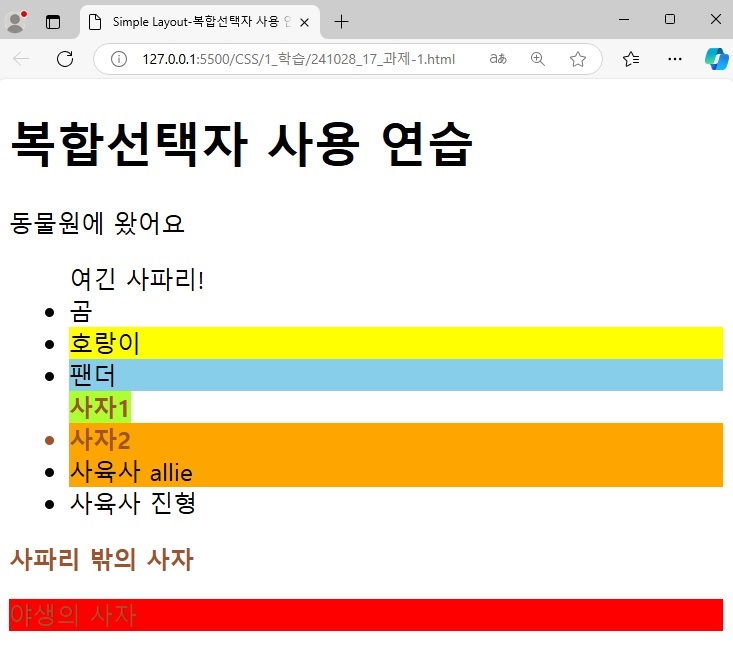 Simple Layout-복합선택자 사용 연
127.0.0.1:5500/CSS/1_학습/241028_17_과제-1.html
aあ
복합선택자 사용 연습
동물원에 왔어요
여긴 사파리!
곰
호랑이
팬더
사자1
사자2
사육사 allie
사육사 진형
사파리 밖의 사자
야생의 사자